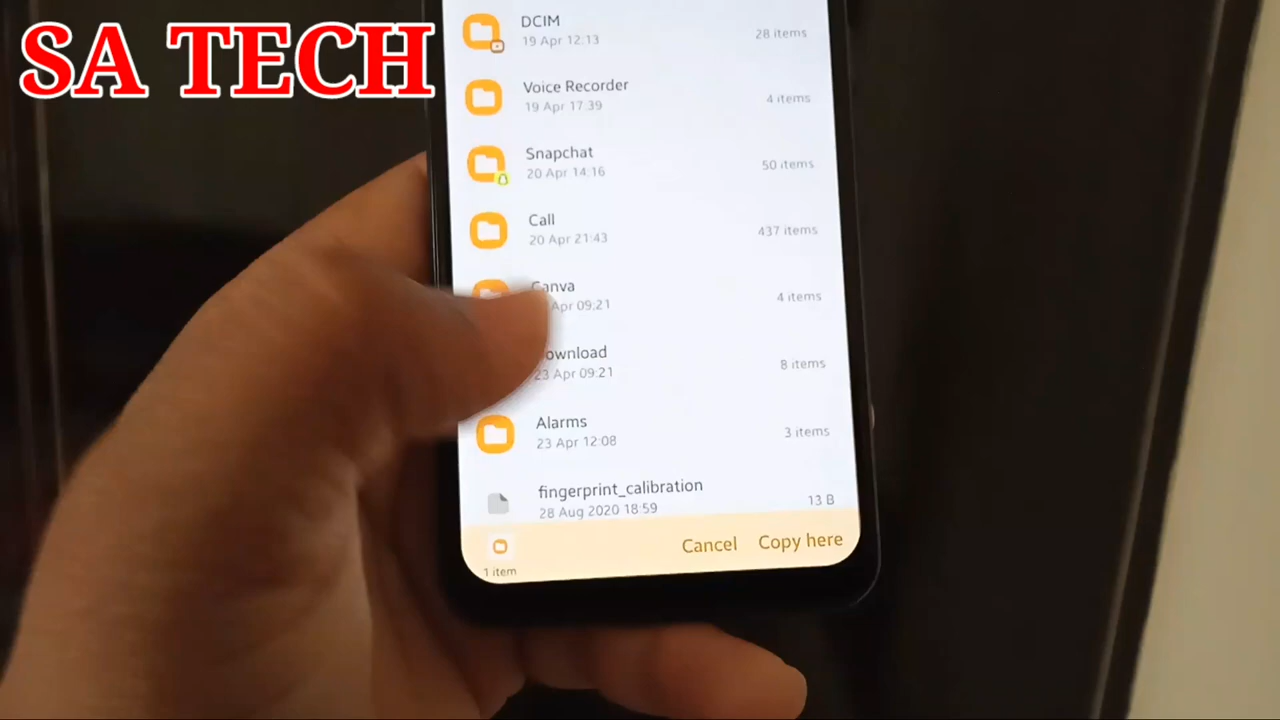 SA TECH
DCIM
19 Apr 12:13
28 items
Voice Recorder
19 Apr 17:39
4 items
Snapchat
20 Apr 14:16
50 items
Call
20 Apr 21:43
437 items
Canva
Apr 09:21
4 items
ownload
23 Apr 09:21
8 items
Alarms
23 Apr 12:08
3 items
fingerprint_calibration
28 Aug 2020 18:59
13 B
1 item
Cancel
Copy here